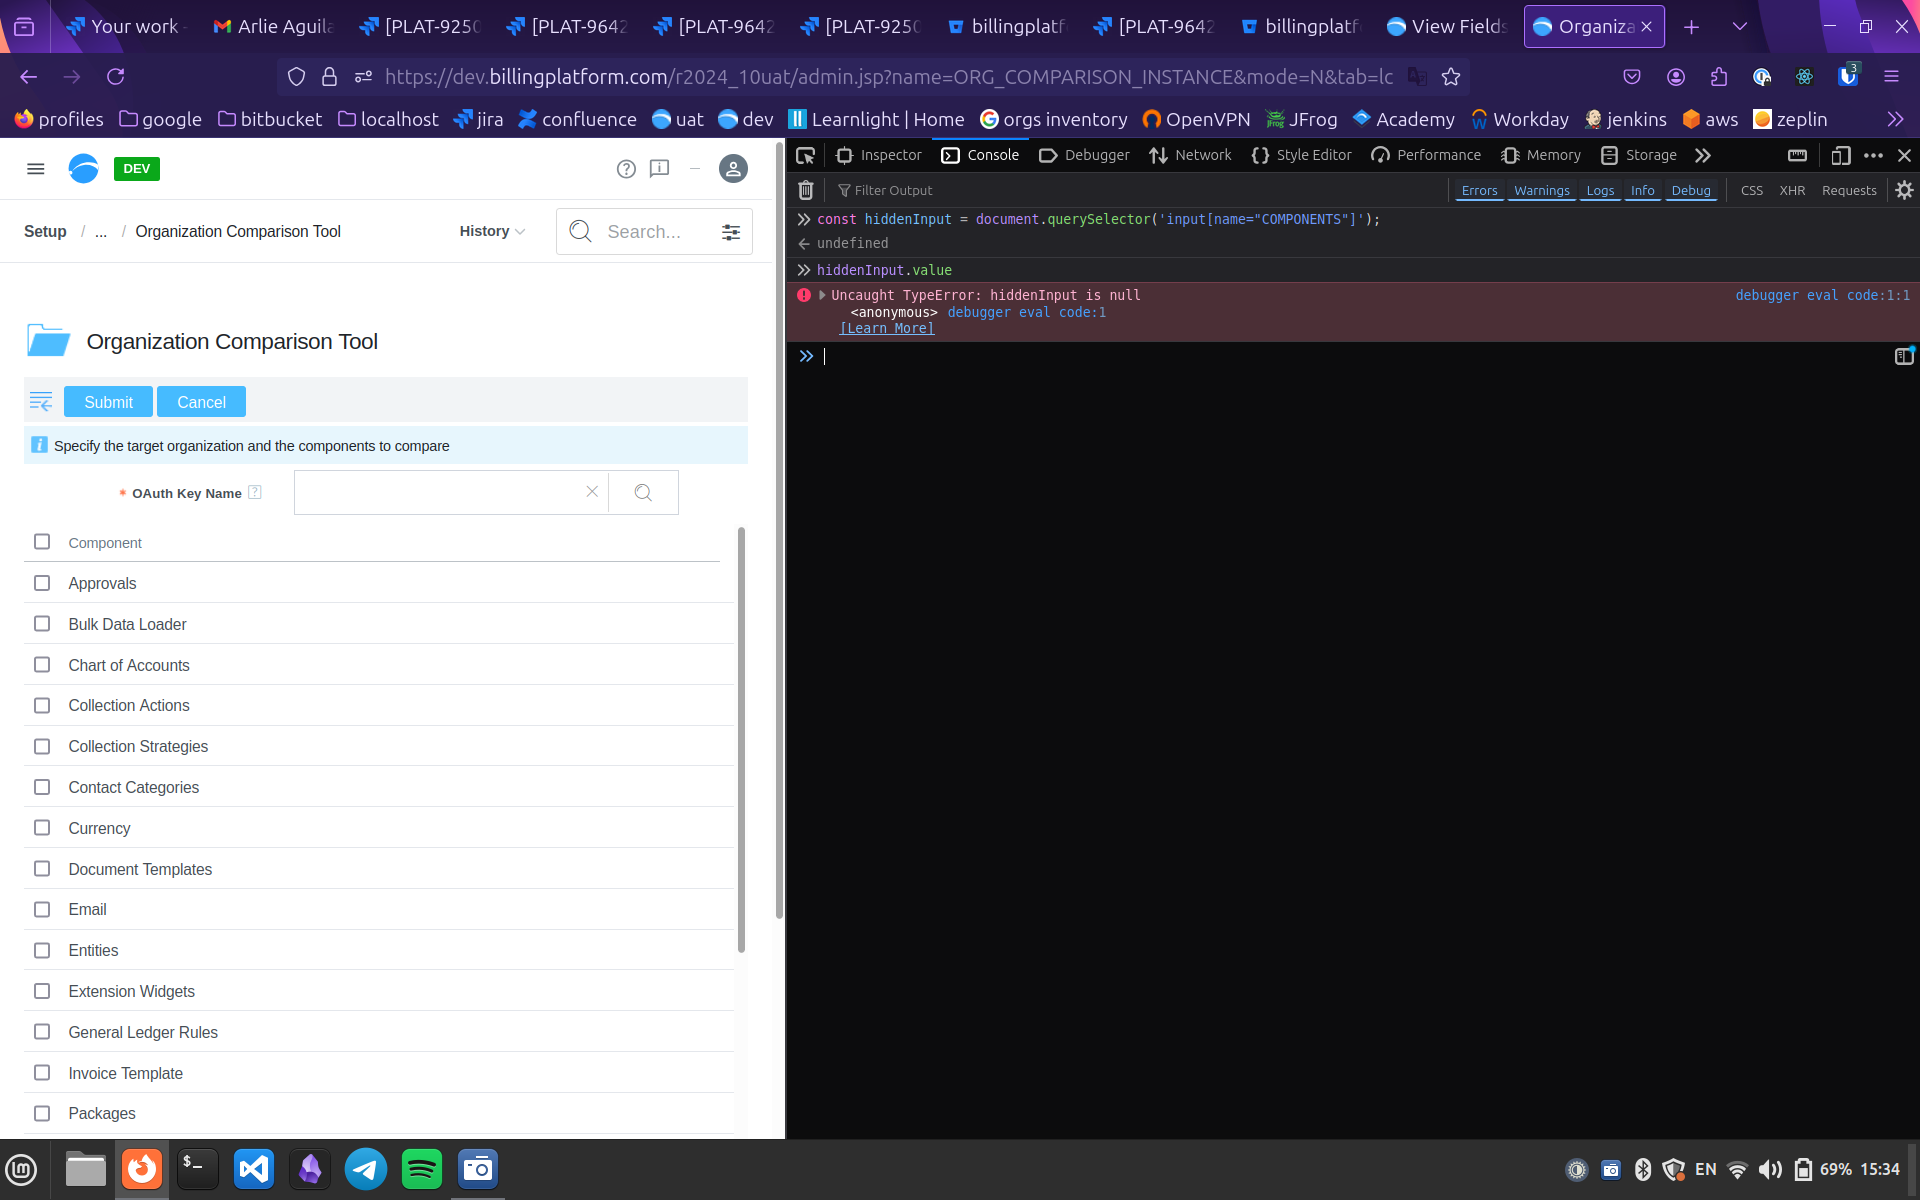 Your work
Arlie Aguila
[PLAT-9250
[PLAT-9642
[PLAT-9642
[PLAT-9250
billingplatf
[PLAT-9642
billingplatf
View Fields
Organiza
https://dev.billingplatform.com/r2024_10uat/admin.jsp?name=ORG_COMPARISON_INSTANCE&mode=N&tab=lc
3
profiles
google
bitbucket
localhost
jira
confluence
uat
dev
Learnlight | Home
orgs inventory
OpenVPN
JFrog
Academy
Workday
jenkins
aws
zeplin
DEV
Setup / ... / Organization Comparison Tool
History
Search...
Organization Comparison Tool
Submit
Cancel
Specify the target organization and the components to compare
* OAuth Key Name ?
Component
Approvals
Bulk Data Loader
Chart of Accounts
Collection Actions
Collection Strategies
Contact Categories
Currency
Document Templates
Email
Entities
Extension Widgets
General Ledger Rules
Invoice Template
Packages
Inspector
Console
Debugger
Network
Style Editor
Performance
Memory
Storage
Filter Output
Errors
Warnings
Logs
Info
Debug
CSS
XHR
Requests
const hiddenInput = document.querySelector('input[name="COMPONENTS"]');
undefined
hiddenInput.value
Uncaught TypeError: hiddenInput is null
debugger eval code:1:1
<anonymous> debugger eval code:1
[Learn More]
EN
69%
15:34